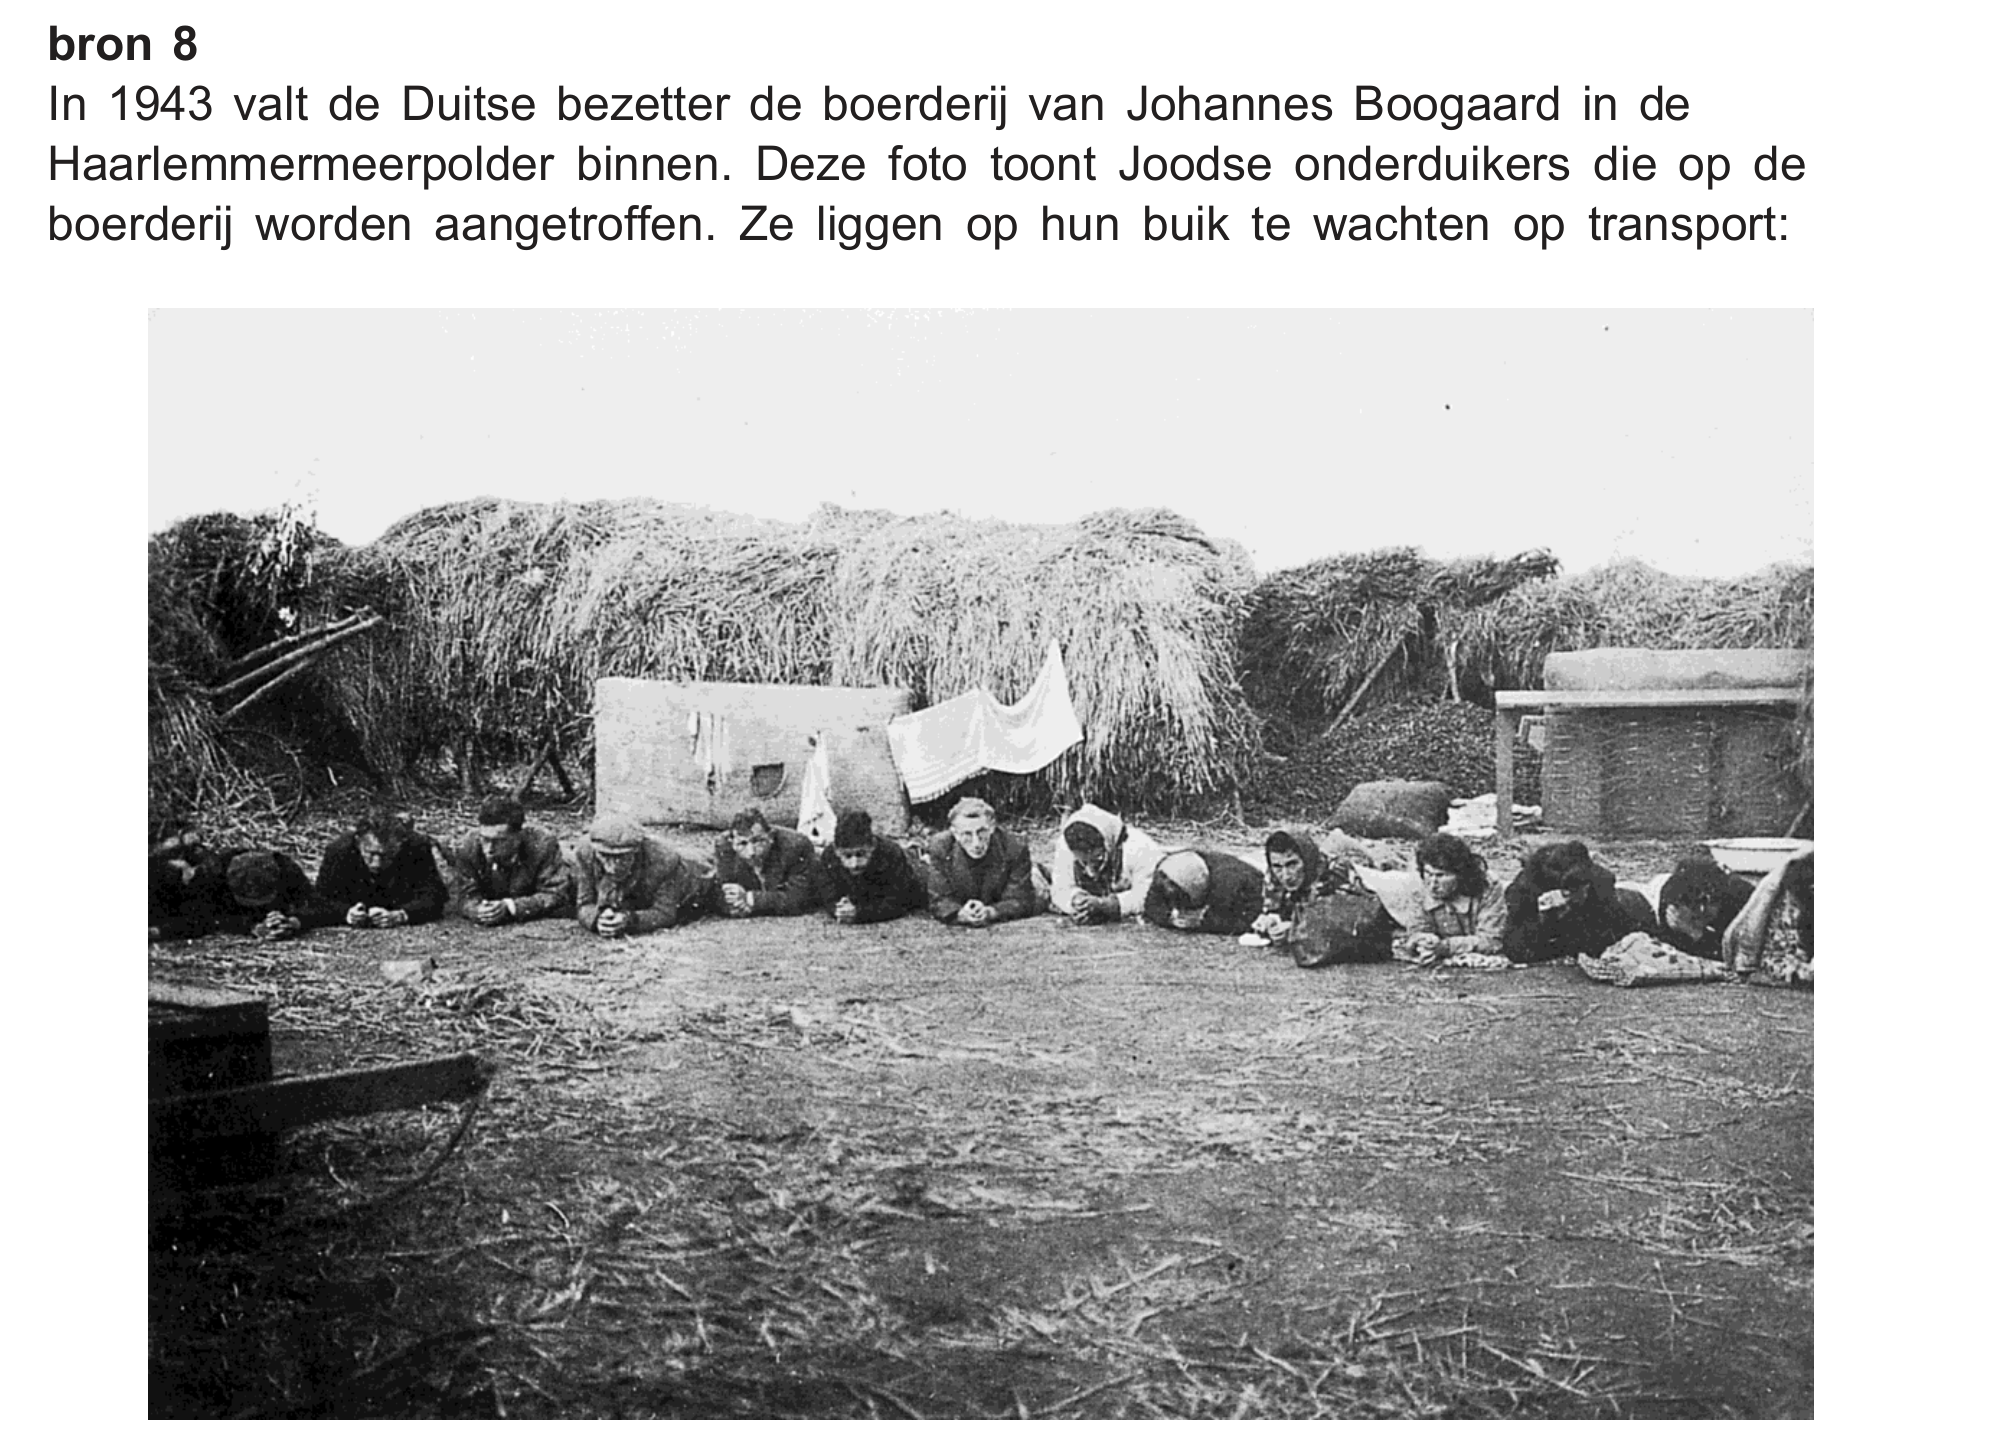 bron 8
In 1943 valt de Duitse bezetter de boerderij van Johannes Boogaard in de
Haarlemmermeerpolder binnen. Deze foto toont Joodse onderduikers die op de
boerderij worden aangetroffen. Ze liggen op hun buik te wachten op transport: